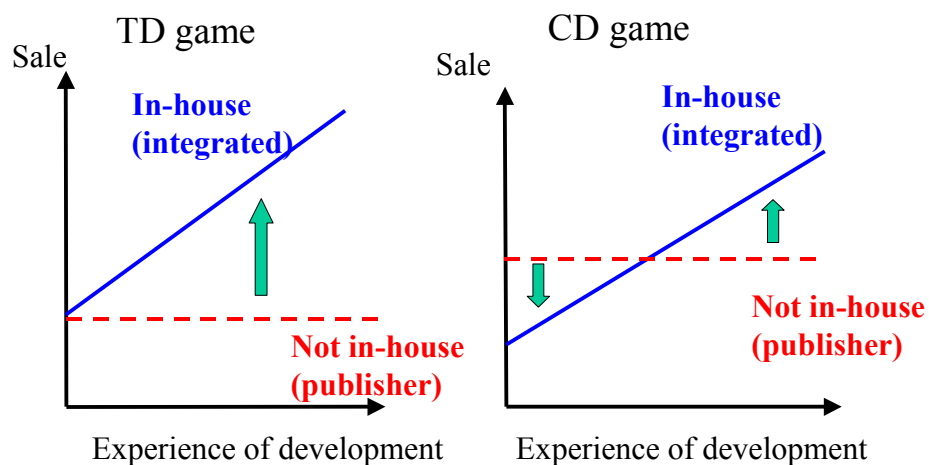 TD game
Sale
In-house
(integrated)
Not in-house
(publisher)
Experience of development
CD game
Sale
In-house
(integrated)
Not in-house
(publisher)
Experience of development